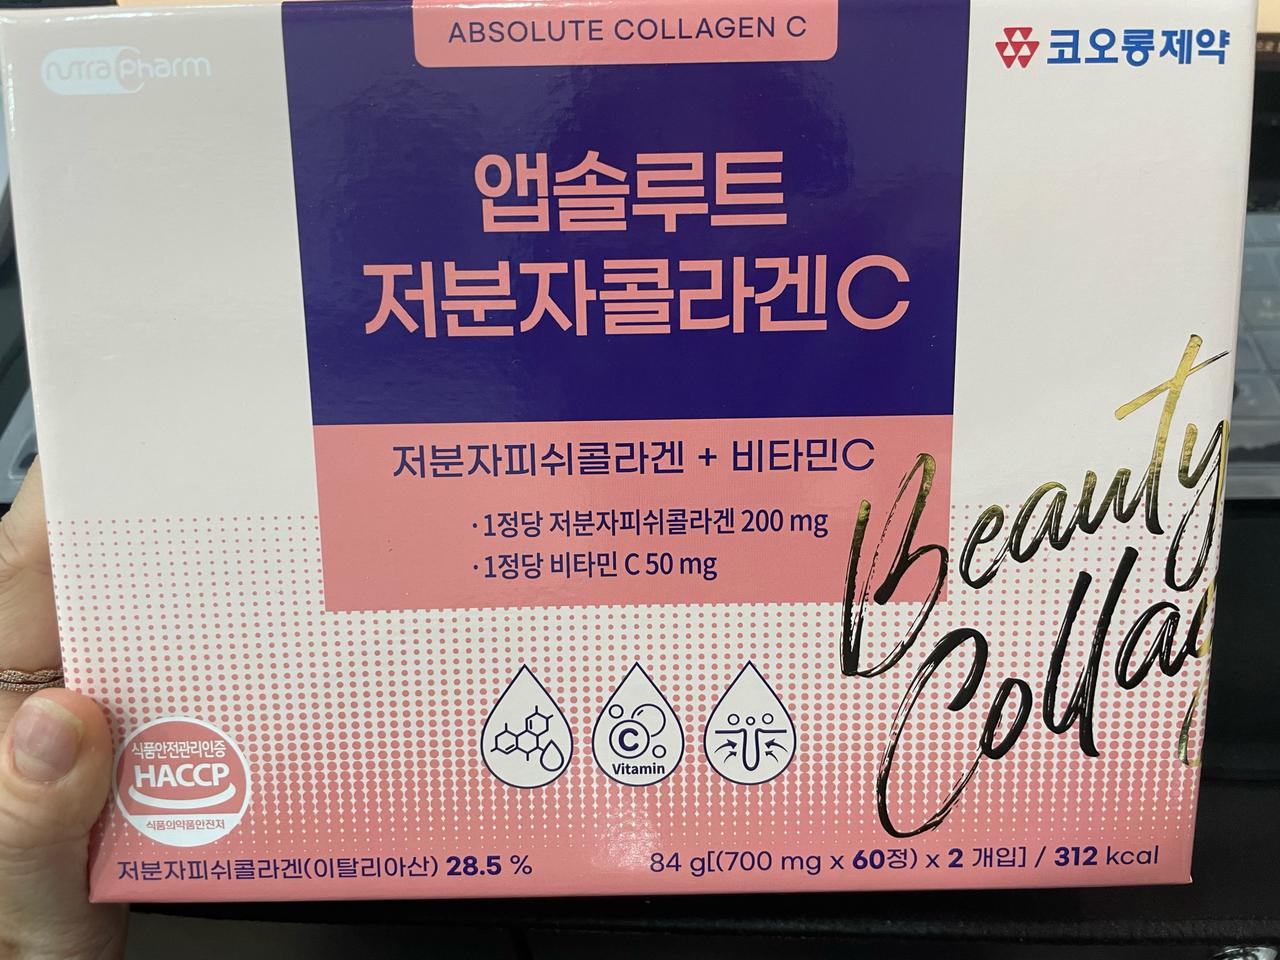 nutra pharm
ABSOLUTE COLLAGEN C
코오롱제약
앱솔루트
저분자콜라겐C
저분자피쉬콜라겐 + 비타민C
·1정당 저분자피쉬콜라겐 200 mg
·1정당 비타민 C 50 mg
Beauty
Collag
C
Vitamin
식품안전관리인증
HACCP
식품의약품안전처
저분자피쉬콜라겐(이탈리아산) 28.5 %
84 g[(700 mg x 60정) x 2 개입] / 312 kcal